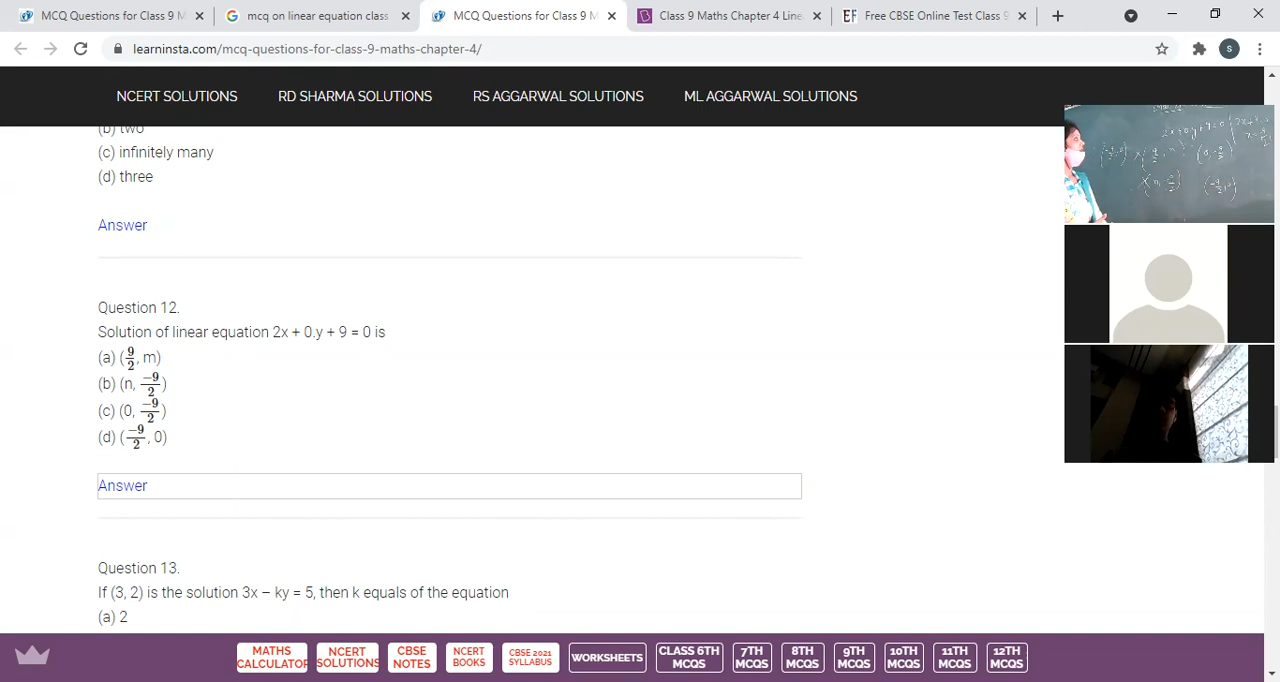 MCQ Questions for Class 9 M
mcq on linear equation class
MCQ Questions for Class 9 M
Class 9 Maths Chapter 4 Line
EF Free CBSE Online Test Class 9
learninsta.com/mcq-questions-for-class-9-maths-chapter-4/
S
NCERT SOLUTIONS RD SHARMA SOLUTIONS RS AGGARWAL SOLUTIONS ML AGGARWAL SOLUTIONS
(b) two
(c) infinitely many
(d) three
Answer
Question 12.
Solution of linear equation 2x + 0.y + 9 = 0 is
(a) (9/2, m)
(b) (n, −9/2)
(c) (0, −9/2)
(d) (−9/2, 0)
Answer
Question 13.
If (3, 2) is the solution 3x – ky = 5, then k equals of the equation
(a) 2
MATHS CALCULATOR
NCERT SOLUTIONS
CBSE NOTES
NCERT BOOKS
CBSE 2021 SYLLABUS
WORKSHEETS
CLASS 6TH MCQS
7TH MCQS
8TH MCQS
9TH MCQS
10TH MCQS
11TH MCQS
12TH MCQS
2x+0.y+9=0